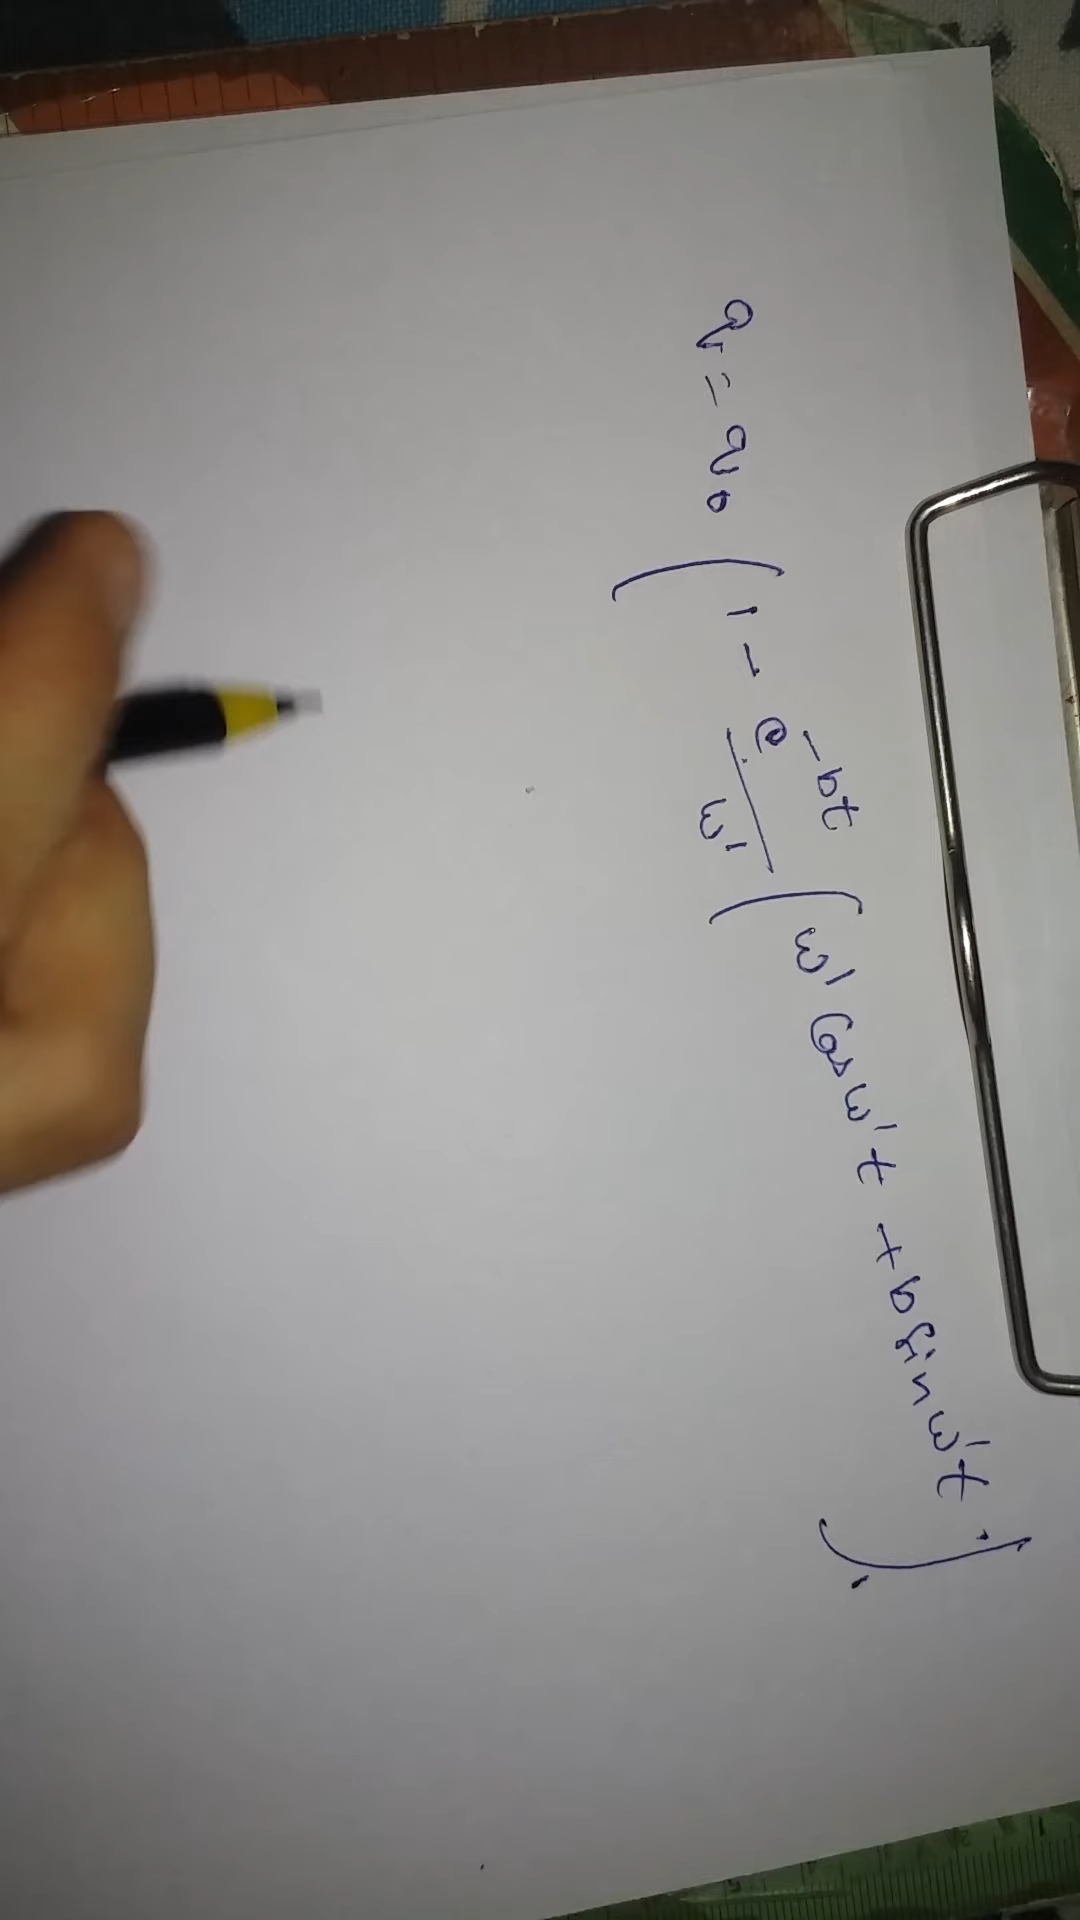 q = q₀ ( 1 - e^{-bt} / ω' ( ω' Cos ω't + b Sin ω't ) )